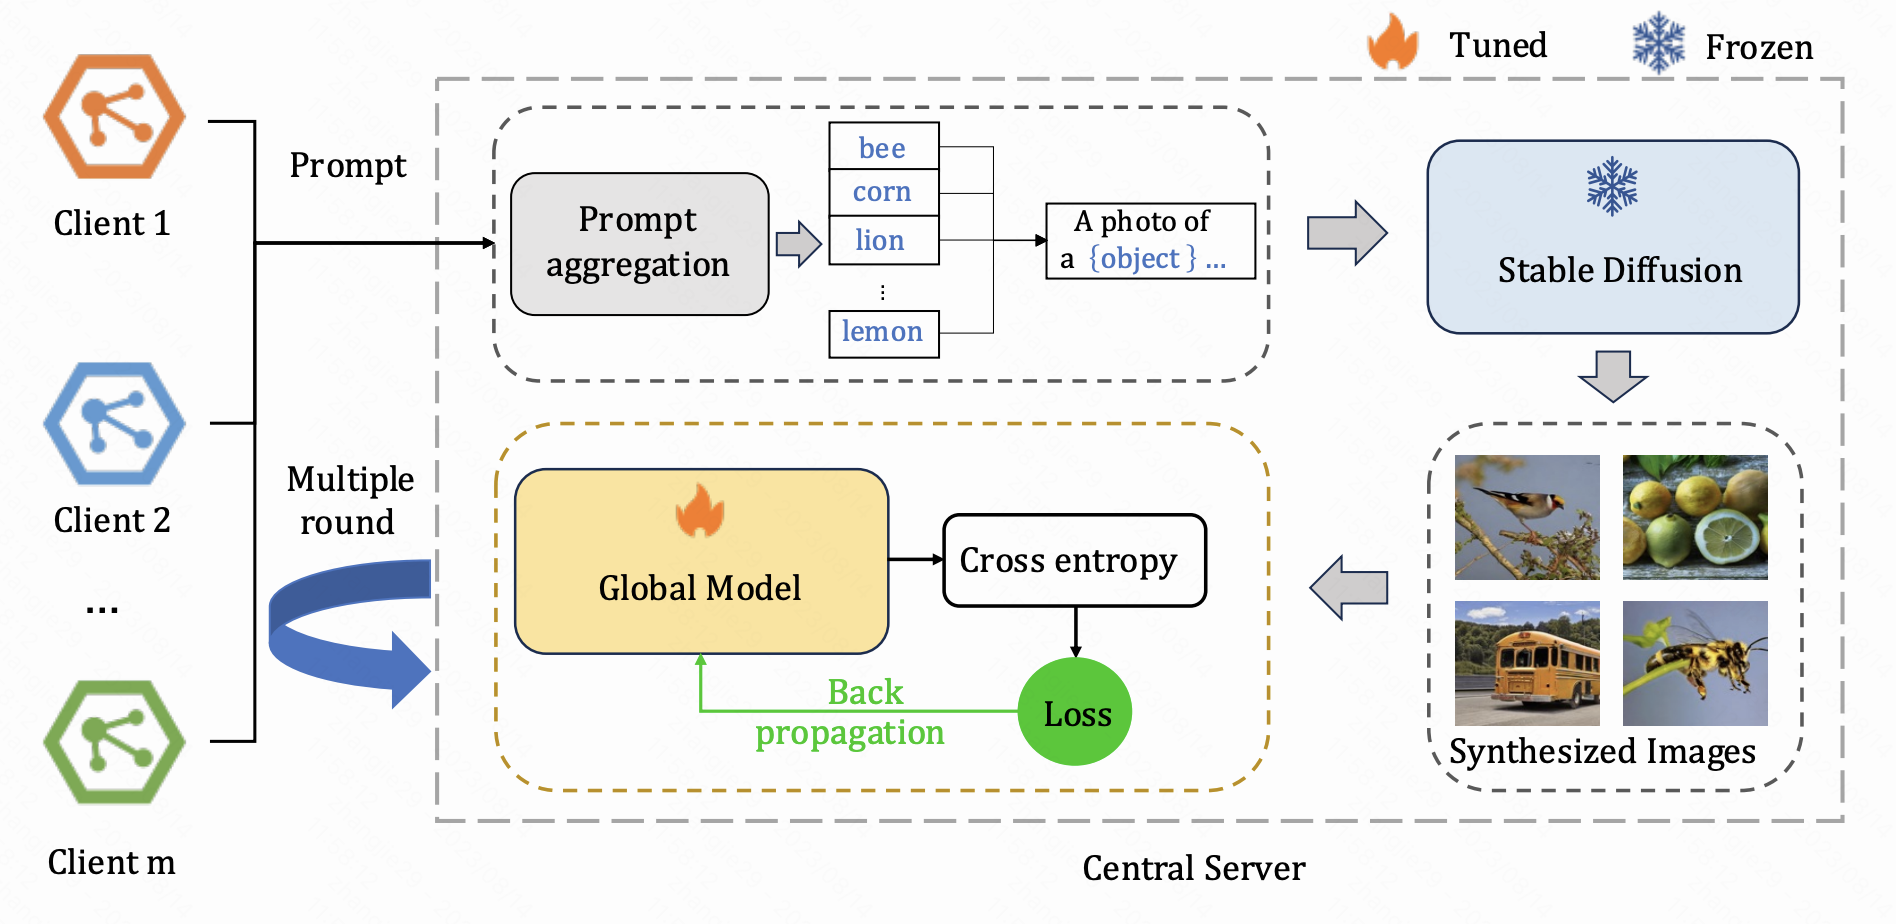 Tuned
Frozen
Client 1
Prompt
Prompt
aggregation
bee
corn
lion
⋮
lemon
A photo of
a {object } ...
Stable Diffusion
Client 2
Multiple
round
...
Client m
Global Model
Cross entropy
Loss
Back
propagation
Synthesized Images
Central Server